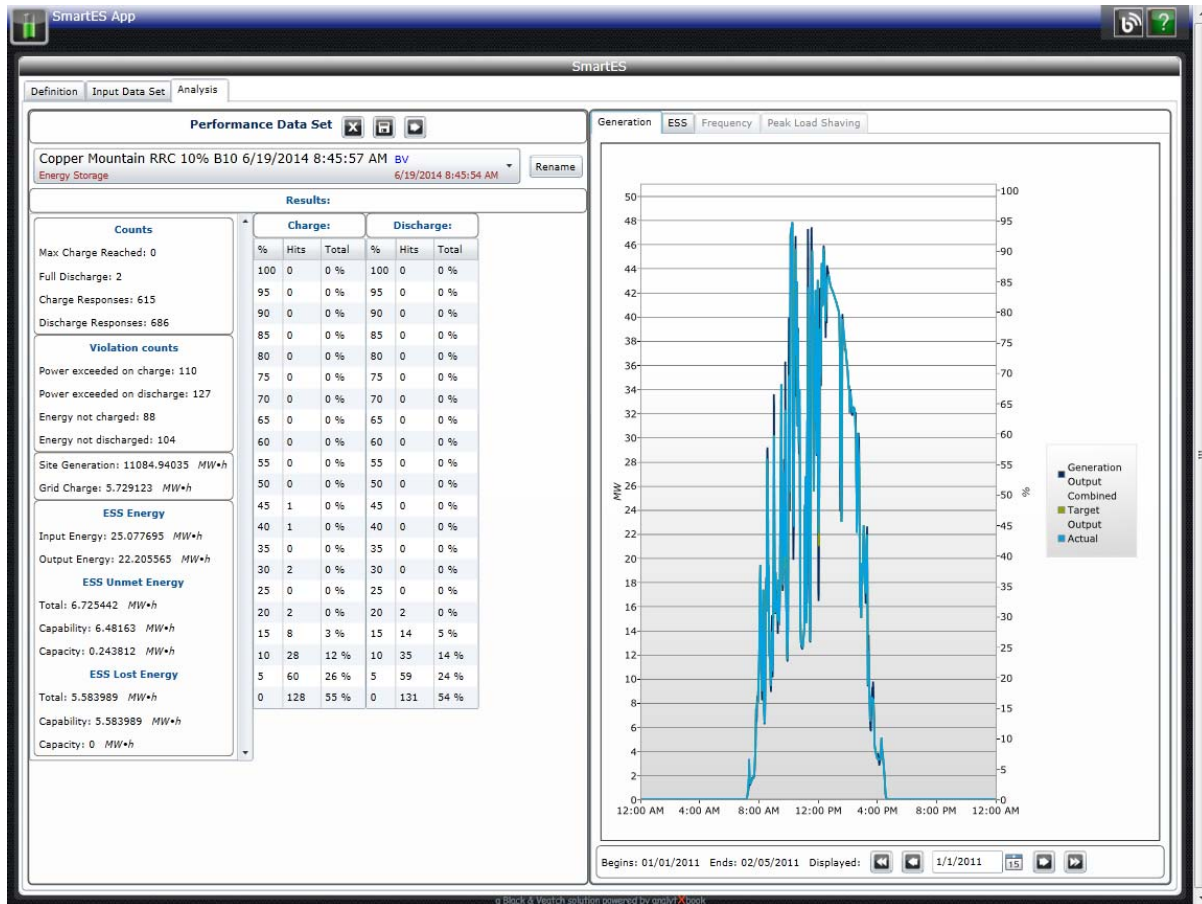 SmartES App
SmartES
Definition Input Data Set Analysis
Performance Data Set
Copper Mountain RRC 10% B10 6/19/2014 8:45:57 AM BV
Energy Storage 6/19/2014 8:45:54 AM
Rename
Results:
Counts
Max Charge Reached: 0
Full Discharge: 2
Charge Responses: 615
Discharge Responses: 686
Violation counts
Power exceeded on charge: 110
Power exceeded on discharge: 127
Energy not charged: 88
Energy not discharged: 104
Site Generation: 11084.94035 MW•h
Grid Charge: 5.729123 MW•h
ESS Energy
Input Energy: 25.077695 MW•h
Output Energy: 22.205565 MW•h
ESS Unmet Energy
Total: 6.725442 MW•h
Capability: 6.48163 MW•h
Capacity: 0.243812 MW•h
ESS Lost Energy
Total: 5.583989 MW•h
Capability: 5.583989 MW•h
Capacity: 0 MW•h
Charge: Discharge:
% Hits Total % Hits Total
100 0 0 % 100 0 0 %
95 0 0 % 95 0 0 %
90 0 0 % 90 0 0 %
85 0 0 % 85 0 0 %
80 0 0 % 80 0 0 %
75 0 0 % 75 0 0 %
70 0 0 % 70 0 0 %
65 0 0 % 65 0 0 %
60 0 0 % 60 0 0 %
55 0 0 % 55 0 0 %
50 0 0 % 50 0 0 %
45 1 0 % 45 0 0 %
40 1 0 % 40 0 0 %
35 0 0 % 35 0 0 %
30 2 0 % 30 0 0 %
25 0 0 % 25 0 0 %
20 2 0 % 20 2 0 %
15 8 3 % 15 14 5 %
10 28 12 % 10 35 14 %
5 60 26 % 5 59 24 %
0 128 55 % 0 131 54 %
Generation ESS Frequency Peak Load Shaving
50
48
46
44
42
40
38
36
34
32
30
28
26
24
22
20
18
16
14
12
10
8
6
4
2
0
MW
100
95
90
85
80
75
70
65
60
55
50
45
40
35
30
25
20
15
10
5
0
%
12:00 AM 4:00 AM 8:00 AM 12:00 PM 4:00 PM 8:00 PM 12:00 AM
Generation
Output
Combined
Target
Output
Actual
Begins: 01/01/2011 Ends: 02/05/2011 Displayed: 1/1/2011 15
a Black & Veatch solution powered by analytXbook